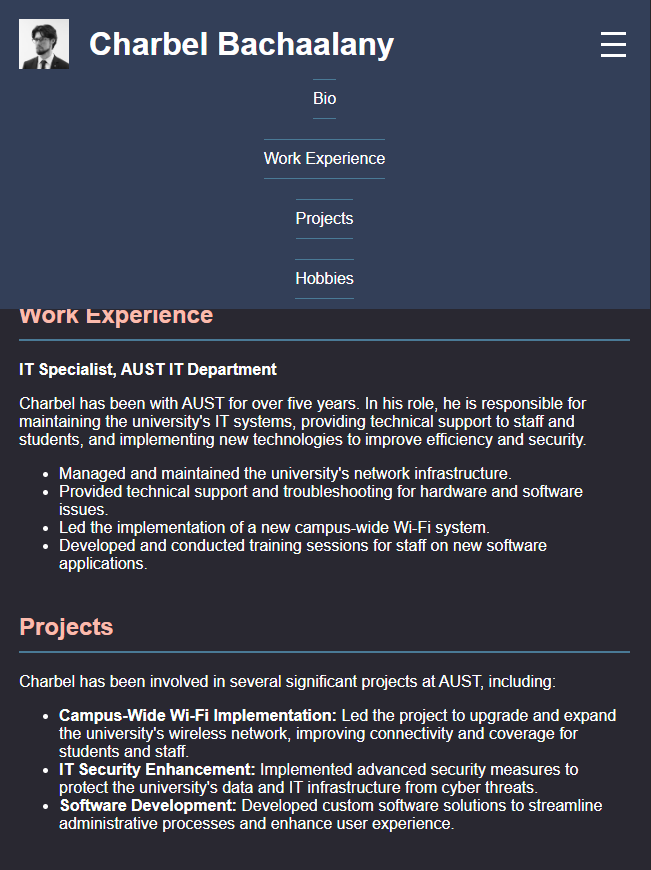 Charbel Bachaalany
Bio
Work Experience
Projects
Hobbies
Work Experience
IT Specialist, AUST IT Department
Charbel has been with AUST for over five years. In his role, he is responsible for
maintaining the university's IT systems, providing technical support to staff and
students, and implementing new technologies to improve efficiency and security.
• Managed and maintained the university's network infrastructure.
• Provided technical support and troubleshooting for hardware and software
issues.
• Led the implementation of a new campus-wide Wi-Fi system.
• Developed and conducted training sessions for staff on new software
applications.
Projects
Charbel has been involved in several significant projects at AUST, including:
• Campus-Wide Wi-Fi Implementation: Led the project to upgrade and expand
the university's wireless network, improving connectivity and coverage for
students and staff.
• IT Security Enhancement: Implemented advanced security measures to
protect the university's data and IT infrastructure from cyber threats.
• Software Development: Developed custom software solutions to streamline
administrative processes and enhance user experience.